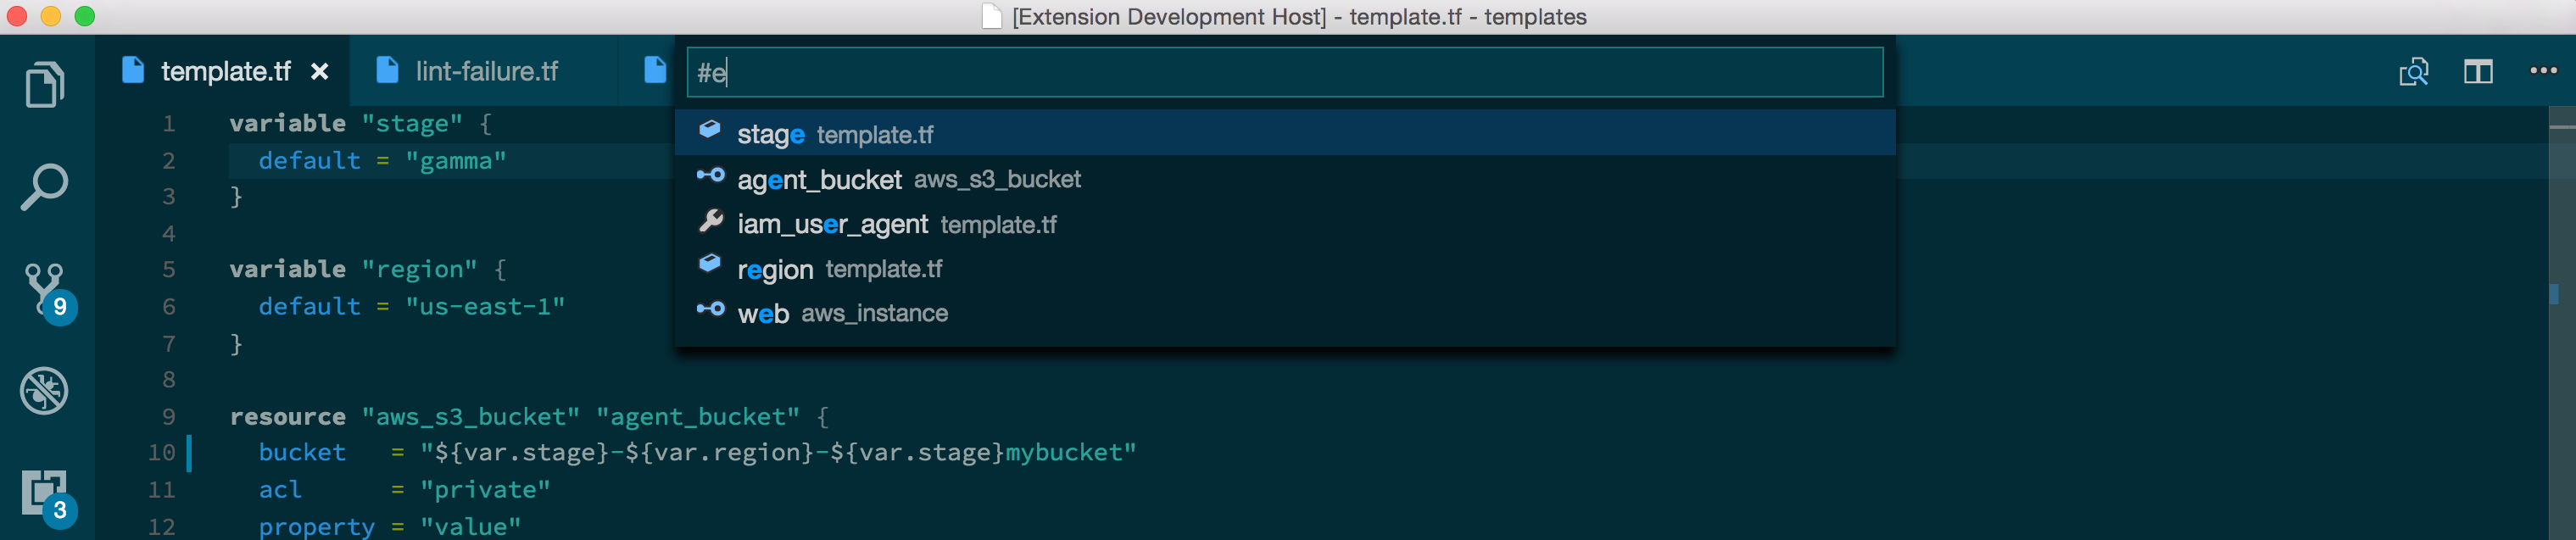 [Extension Development Host] - template.tf - templates
template.tf
lint-failure.tf
#e
stage template.tf
agent_bucket aws_s3_bucket
iam_user_agent template.tf
region template.tf
web aws_instance
1 variable "stage" {
2 default = "gamma"
3 }
4
5 variable "region" {
6 default = "us-east-1"
7 }
8
9 resource "aws_s3_bucket" "agent_bucket" {
10 bucket = "${var.stage}-${var.region}-${var.stage}mybucket"
11 acl = "private"
12 property = "value"
9
3